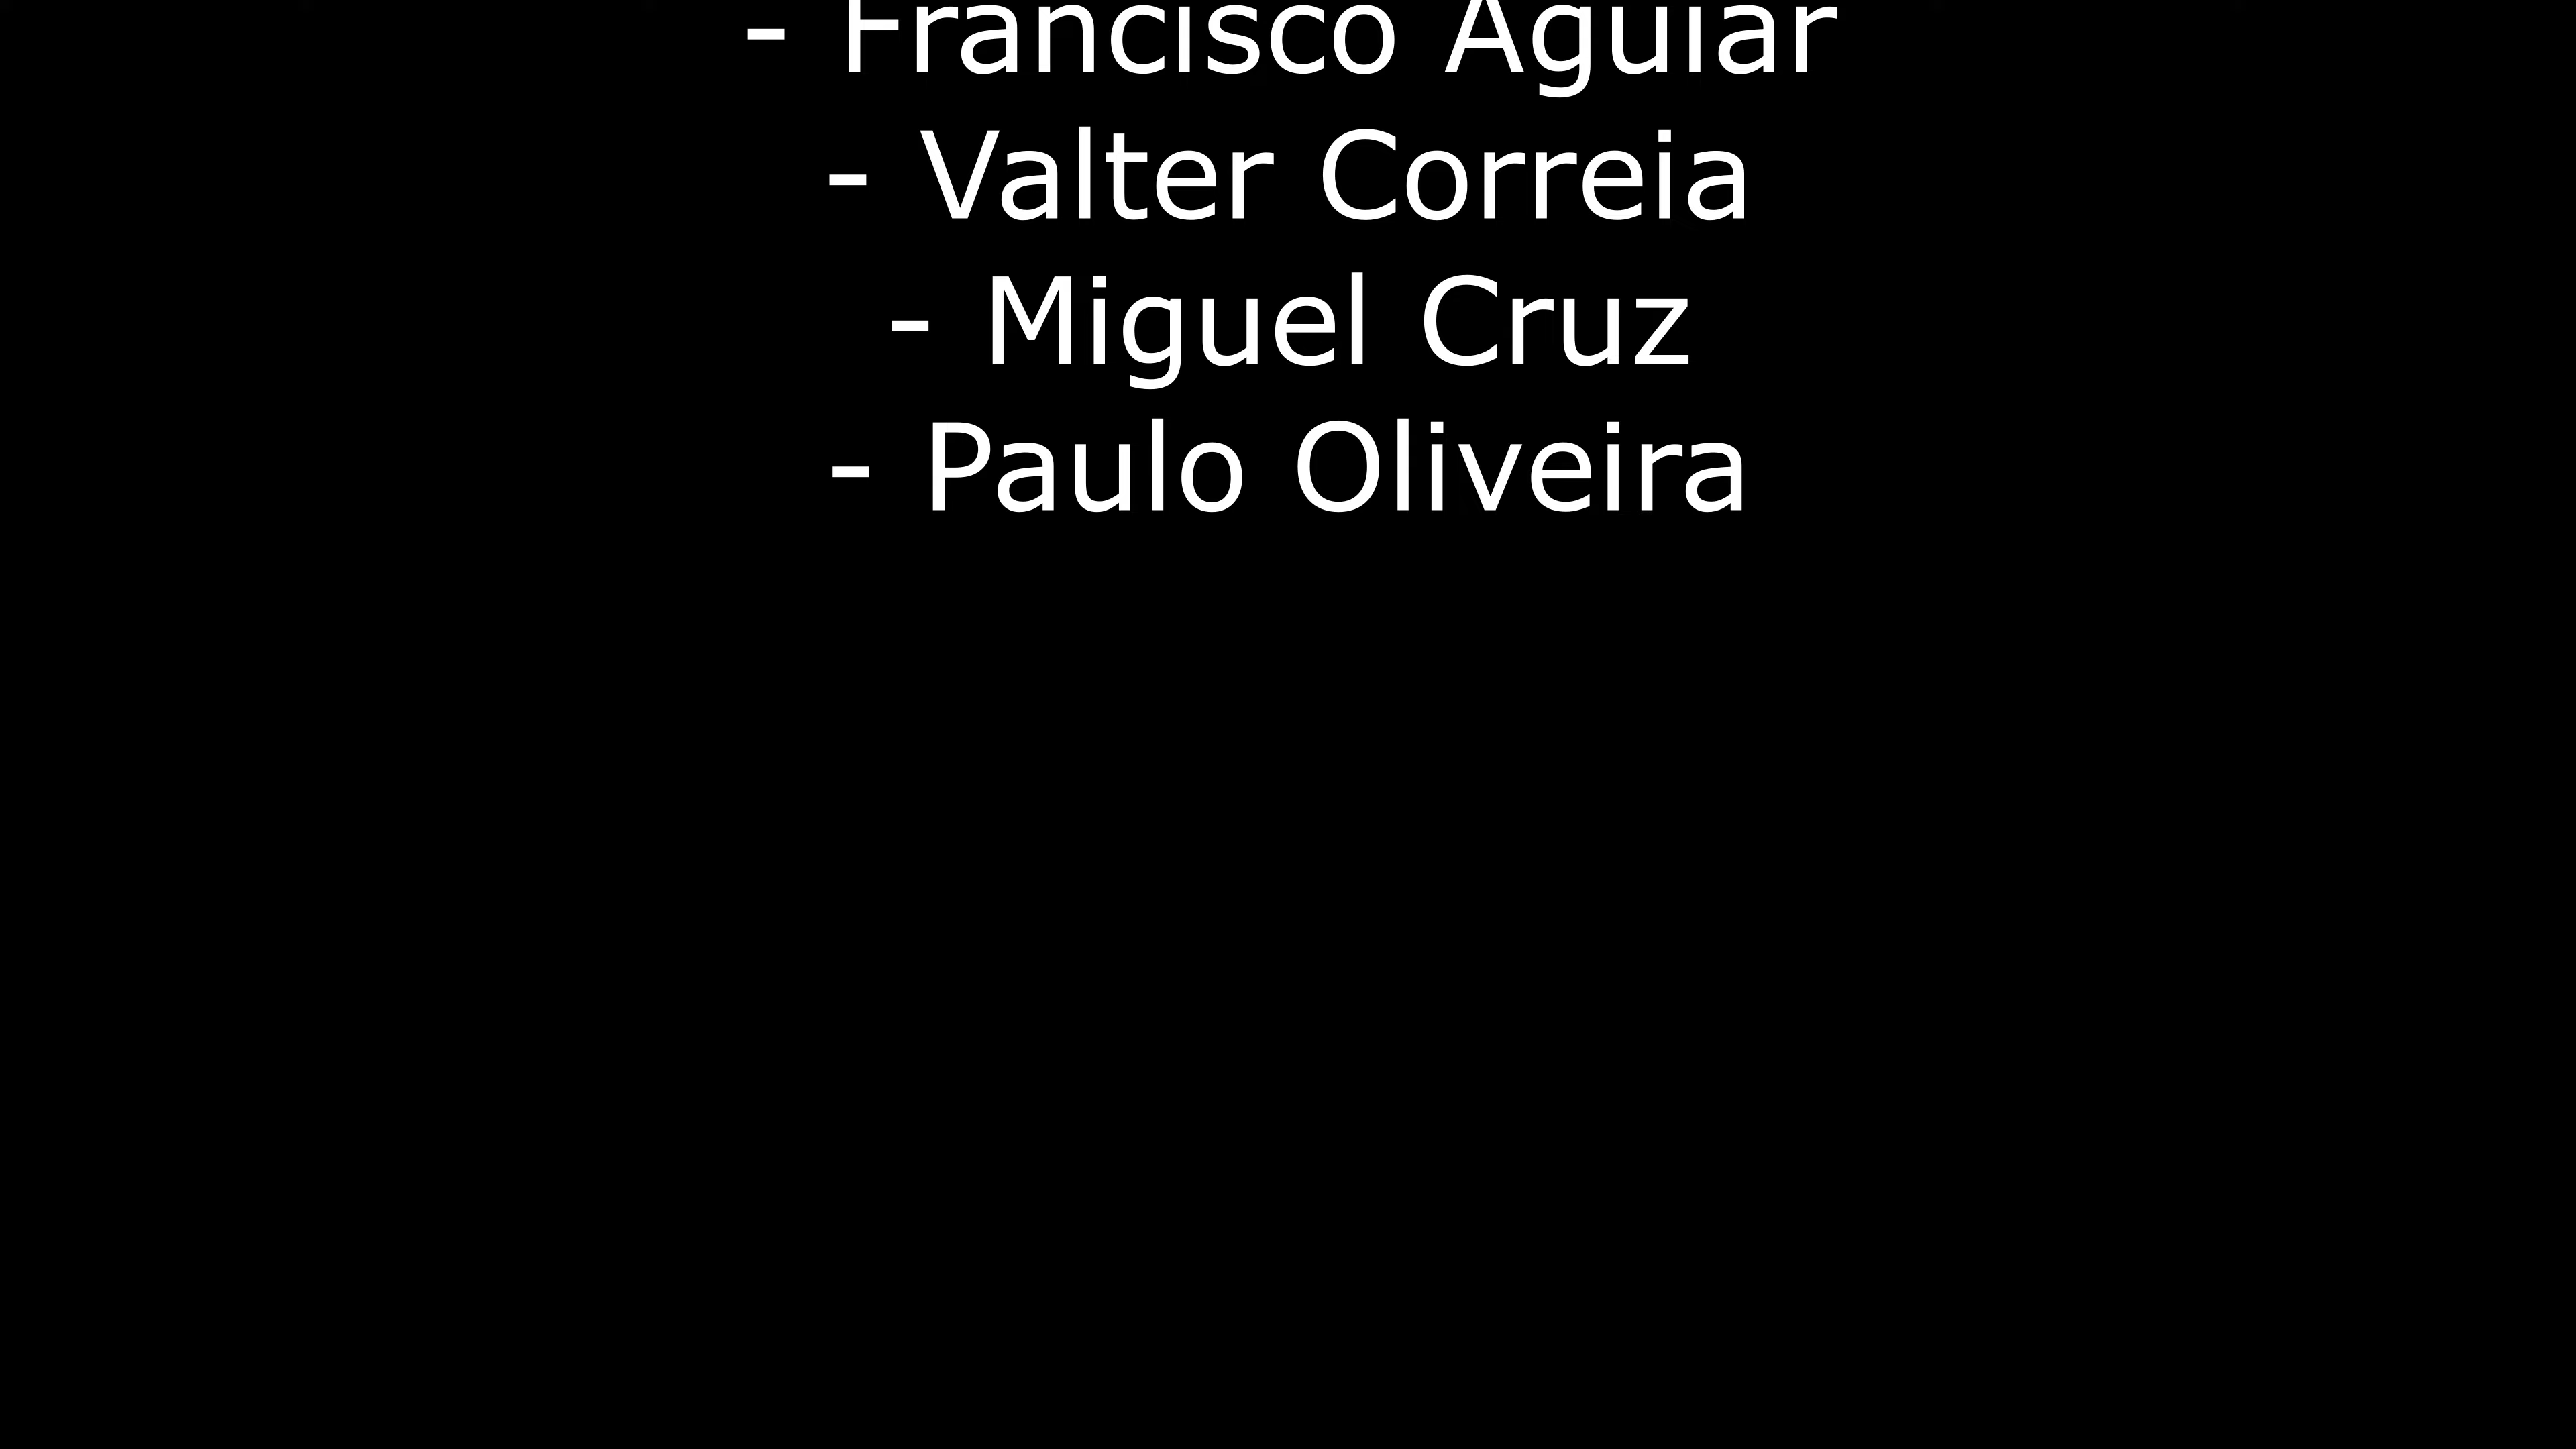 - Francisco Aguiar
- Valter Correia
- Miguel Cruz
- Paulo Oliveira